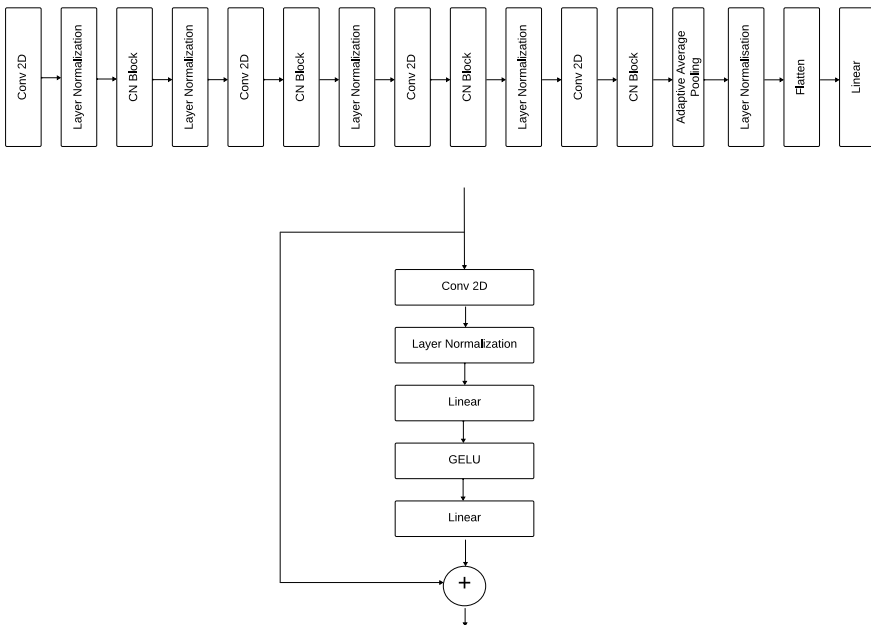 Conv 2D
Layer Normalization
CN Block
Layer Normalization
Conv 2D
CN Block
Layer Normalization
Conv 2D
CN Block
Layer Normalization
Conv 2D
CN Block
Adaptive Average
Pooling
Layer Normalisation
Flatten
Linear
Conv 2D
Layer Normalization
Linear
GELU
Linear
+